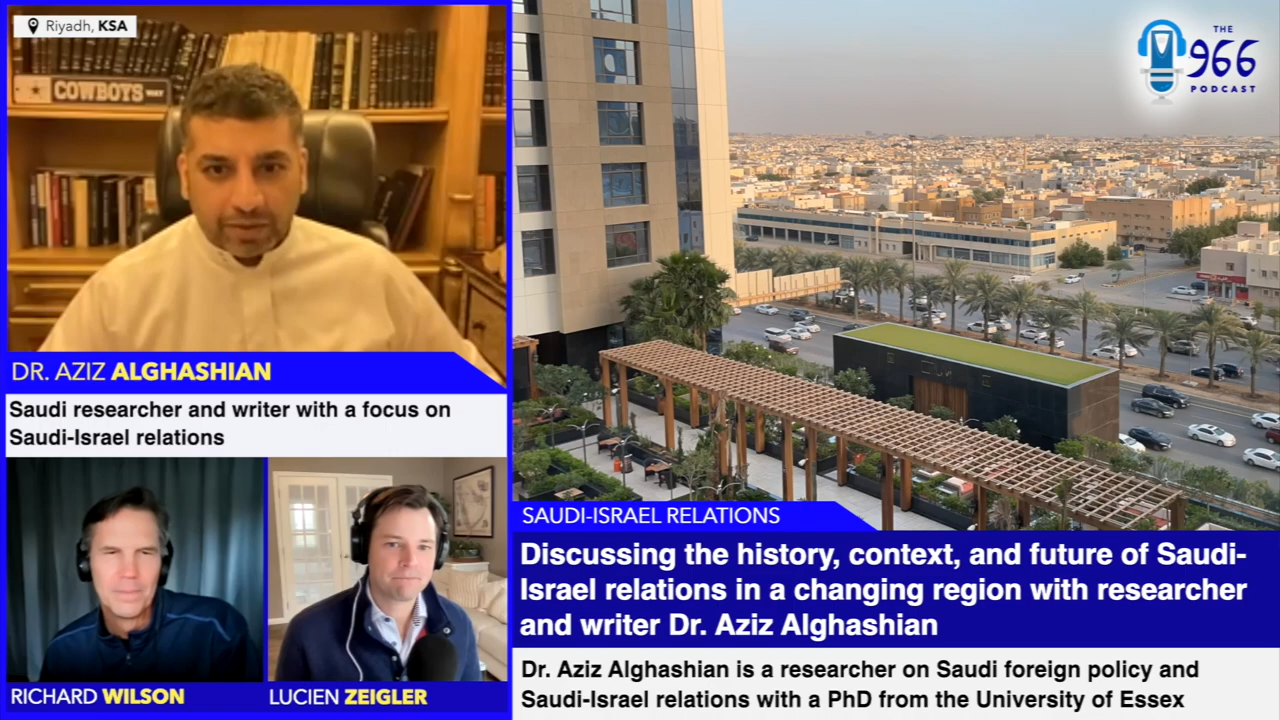 Riyadh, KSA
COWBOYS WAY
DR. AZIZ ALGHASHIAN
Saudi researcher and writer with a focus on
Saudi-Israel relations
RICHARD WILSON
LUCIEN ZEIGLER
THE
966
PODCAST
SAUDI-ISRAEL RELATIONS
Discussing the history, context, and future of Saudi-
Israel relations in a changing region with researcher
and writer Dr. Aziz Alghashian
Dr. Aziz Alghashian is a researcher on Saudi foreign policy and
Saudi-Israel relations with a PhD from the University of Essex